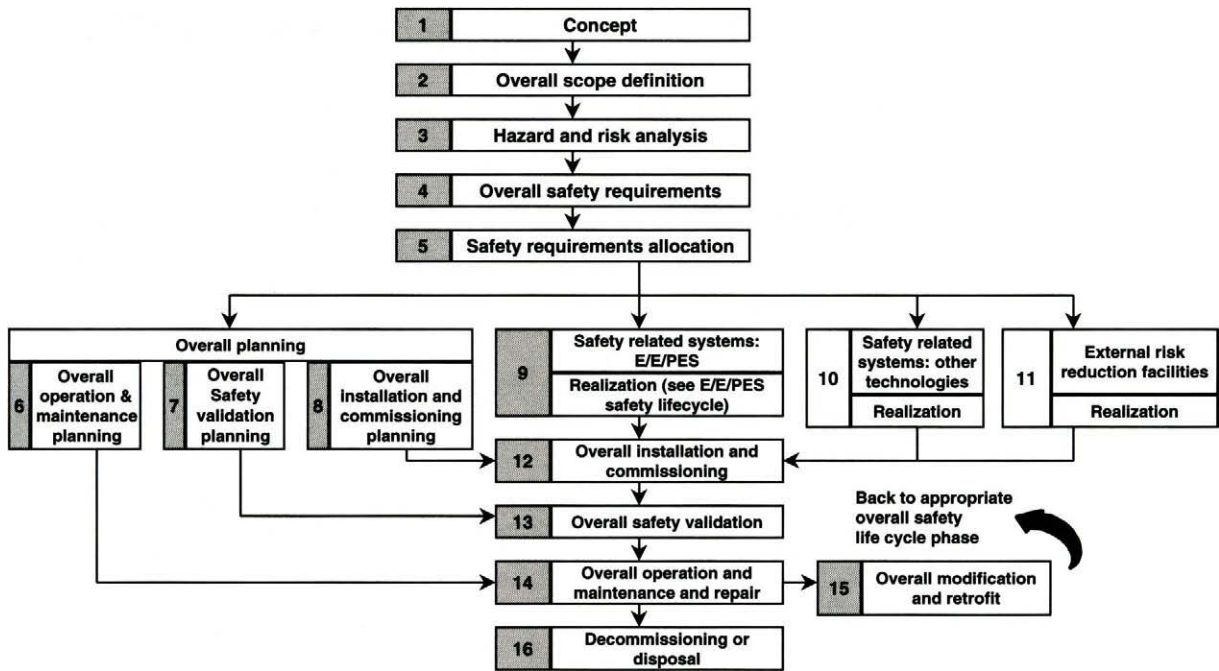 1 Concept
2 Overall scope definition
3 Hazard and risk analysis
4 Overall safety requirements
5 Safety requirements allocation
Overall planning
6
Overall
operation &
maintenance
planning
7
Overall
Safety
validation
planning
8
Overall
installation and
commissioning
planning
9
Safety related systems:
E/E/PES
Realization (see E/E/PES
safety lifecycle)
10
Safety related
systems: other
technologies
Realization
11
External risk
reduction facilities
Realization
12
Overall installation and
commissioning
13 Overall safety validation
14
Overall operation and
maintenance and repair
Back to appropriate
overall safety
life cycle phase
15
Overall modification
and retrofit
16
Decommissioning or
disposal